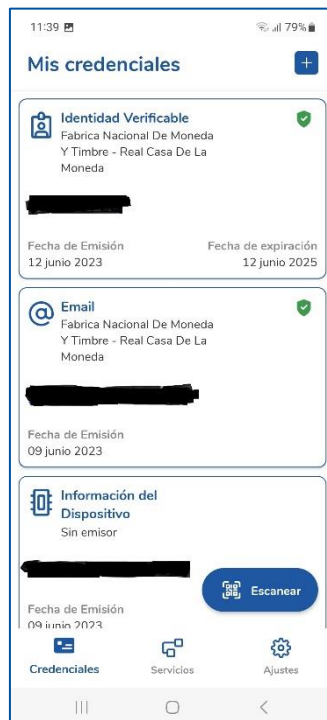 11:39 79%
Mis credenciales
Identidad Verificable
Fabrica Nacional De Moneda
Y Timbre - Real Casa De La
Moneda
Fecha de Emisión Fecha de expiración
12 junio 2023 12 junio 2025
Email
Fabrica Nacional De Moneda
Y Timbre - Real Casa De La
Moneda
Fecha de Emisión
09 junio 2023
Información del
Dispositivo
Sin emisor
Escanear
Fecha de Emisión
09 junio 2023
Credenciales Servicios Ajustes